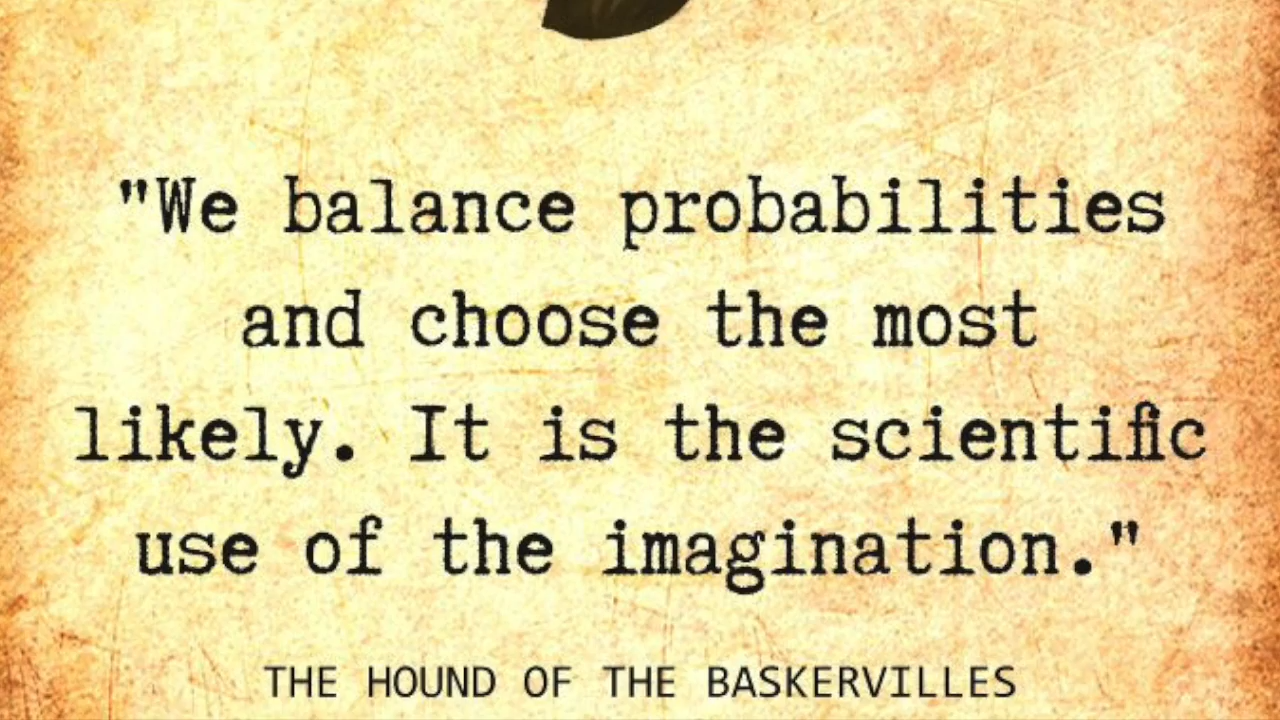 "We balance probabilities
and choose the most
likely. It is the scientific
use of the imagination."
THE HOUND OF THE BASKERVILLES